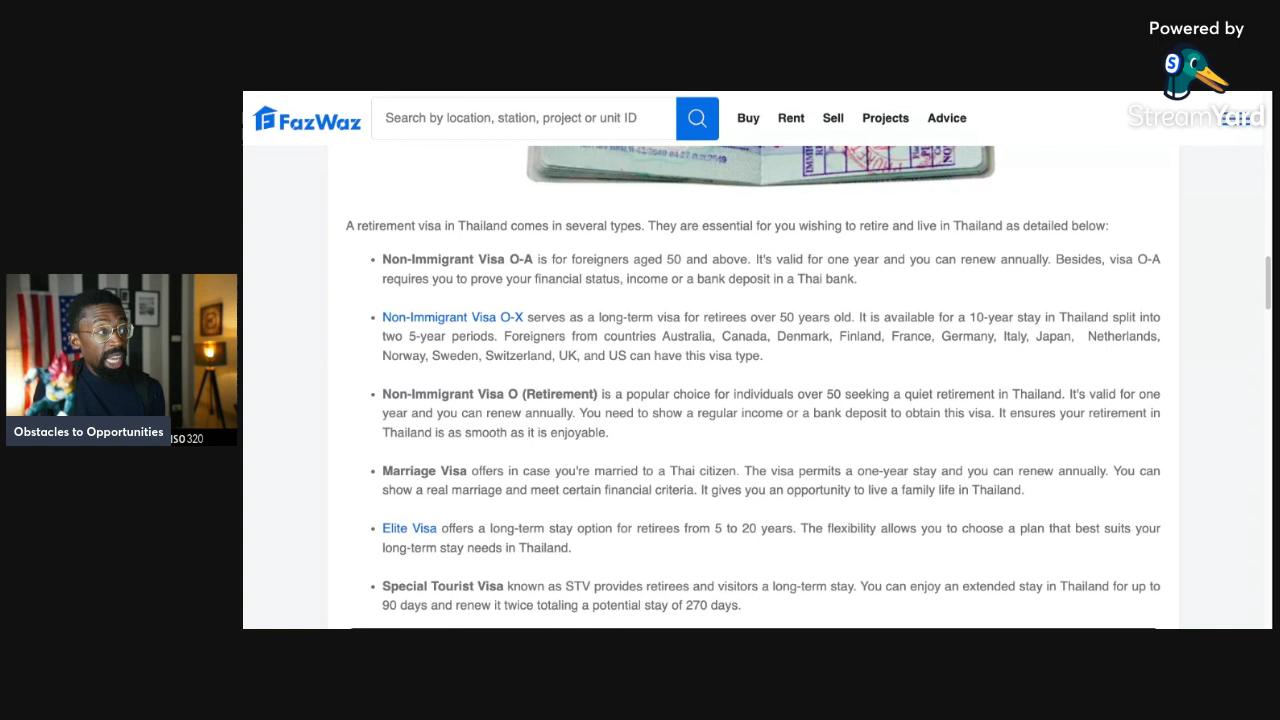 Powered by
S
StreamYard
FazWaz
Search by location, station, project or unit ID
Buy Rent Sell Projects Advice
A retirement visa in Thailand comes in several types. They are essential for you wishing to retire and live in Thailand as detailed below:
• Non-Immigrant Visa O-A is for foreigners aged 50 and above. It's valid for one year and you can renew annually. Besides, visa O-A
requires you to prove your financial status, income or a bank deposit in a Thai bank.
• Non-Immigrant Visa O-X serves as a long-term visa for retirees over 50 years old. It is available for a 10-year stay in Thailand split into
two 5-year periods. Foreigners from countries Australia, Canada, Denmark, Finland, France, Germany, Italy, Japan, Netherlands,
Norway, Sweden, Switzerland, UK, and US can have this visa type.
• Non-Immigrant Visa O (Retirement) is a popular choice for individuals over 50 seeking a quiet retirement in Thailand. It's valid for one
year and you can renew annually. You need to show a regular income or a bank deposit to obtain this visa. It ensures your retirement in
Thailand is as smooth as it is enjoyable.
• Marriage Visa offers in case you're married to a Thai citizen. The visa permits a one-year stay and you can renew annually. You can
show a real marriage and meet certain financial criteria. It gives you an opportunity to live a family life in Thailand.
• Elite Visa offers a long-term stay option for retirees from 5 to 20 years. The flexibility allows you to choose a plan that best suits your
long-term stay needs in Thailand.
• Special Tourist Visa known as STV provides retirees and visitors a long-term stay. You can enjoy an extended stay in Thailand for up to
90 days and renew it twice totaling a potential stay of 270 days.
Obstacles to Opportunities
ISO 320